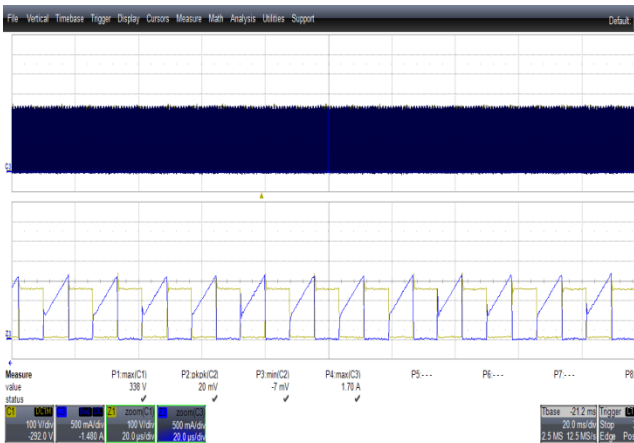 File Vertical Timebase Trigger Display Cursors Measure Math Analysis Utilities Support Default:
Measure P1:max(C1) P2:pkpk(C2) P3:min(C2) P4:max(C3) P5:--- P6:--- P7:--- P8
value 338 V 20 mV -7 mV 1.70 A
status
C1 DC1M Z1 zoom(C1) zoom(C3) Tbase -21.2 ms Trigger
100 V/div 500 mA/div 100 V/div 500 mA/div 20.0 ms/div Stop
-292.0 V -1.480 A 20.0 µs/div 20.0 µs/div 2.5 MS 12.5 MS/s Edge Pos